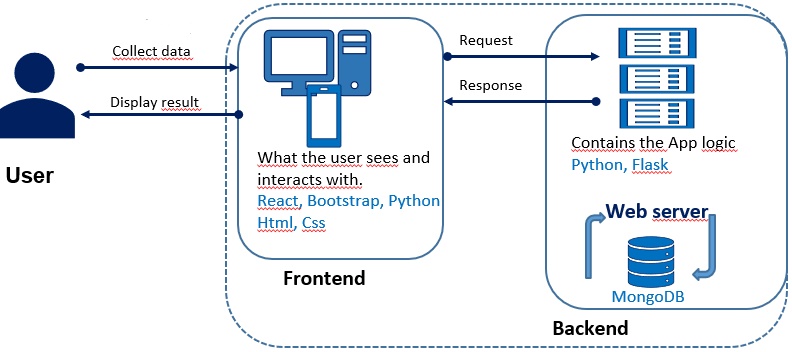 Collect data
Display result
User
What the user sees and
interacts with.
React, Bootstrap, Python
Html, Css
Frontend
Request
Response
Contains the App logic
Python, Flask
Web server
MongoDB
Backend